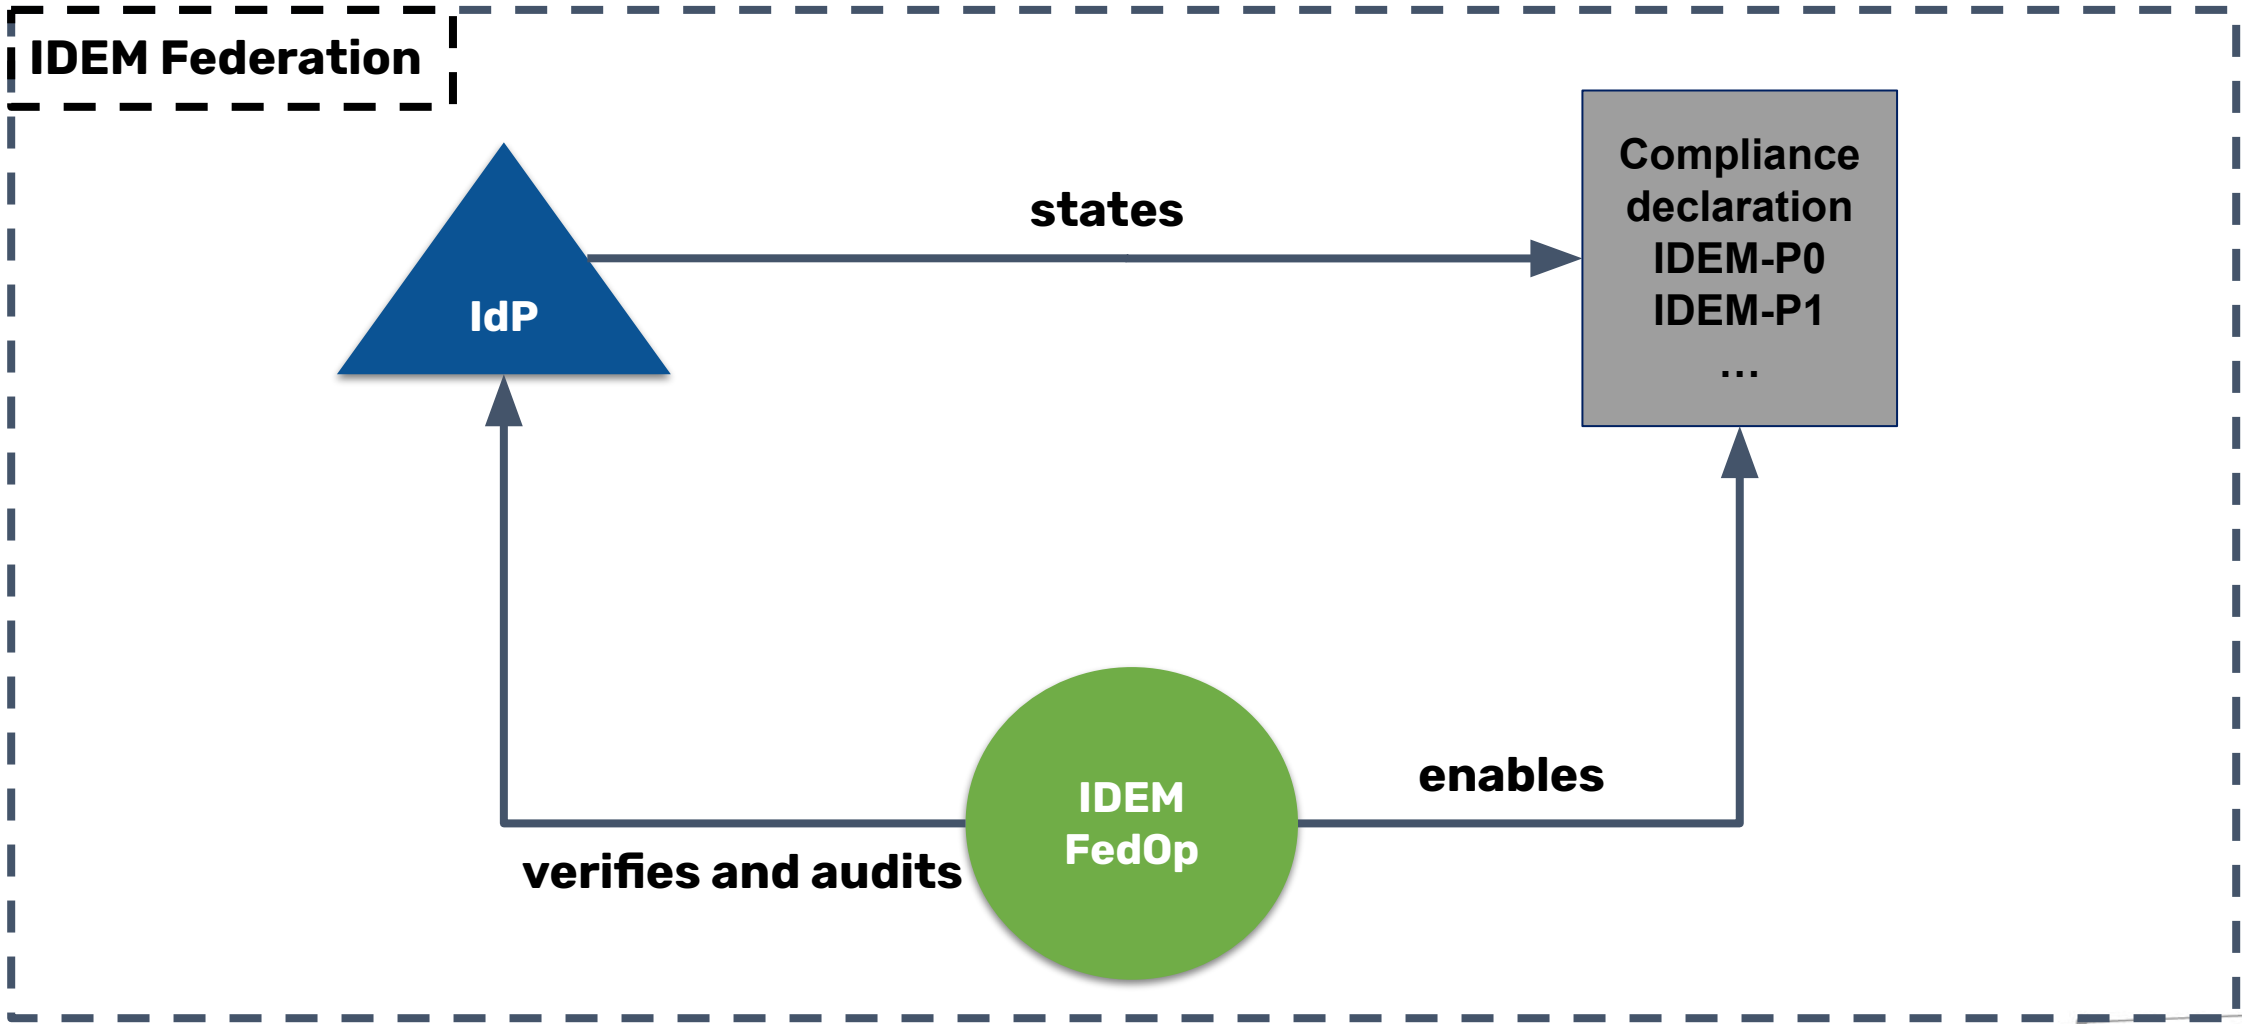 IDEM Federation
states
Compliance
declaration
IDEM-P0
IDEM-P1
...
IdP
enables
IDEM
FedOp
verifies and audits